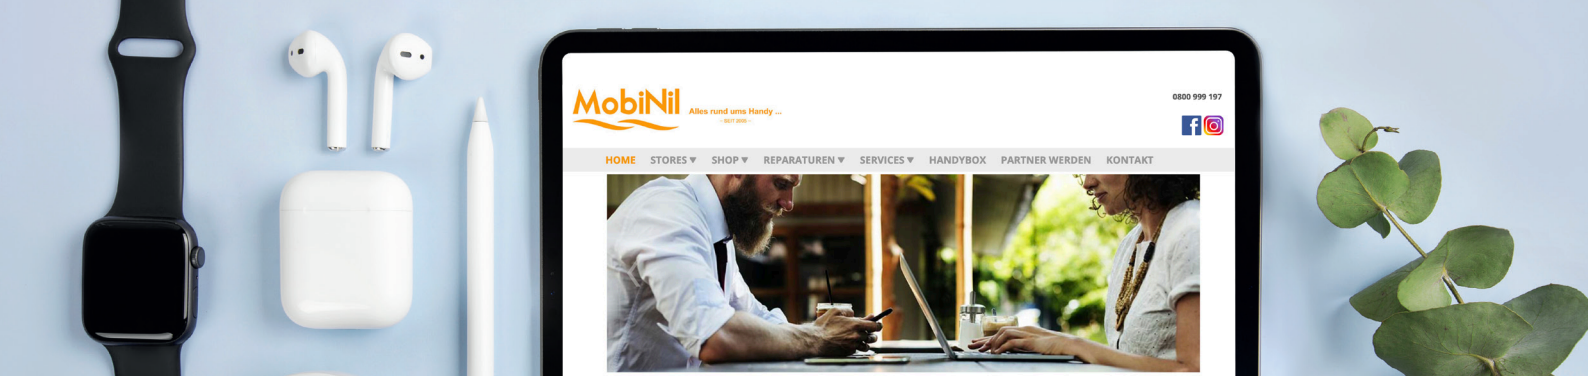 MobiNil
Alles rund ums Handy ...
0800 999 197
HOME STORES SHOP REPARATUREN SERVICES HANDYBOX PARTNER WERDEN KONTAKT